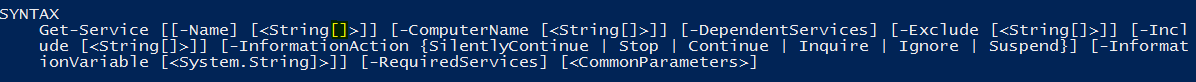 SYNTAX
Get-Service [[-Name] [<String[]>]] [-ComputerName [<String[]>]] [-DependentServices] [-Exclude [<String[]>]] [-Incl
ude [<String[]>]] [-InformationAction {SilentlyContinue | Stop | Continue | Inquire | Ignore | Suspend}] [-Informat
ionVariable [<System.String]>]] [-RequiredServices] [<CommonParameters>]